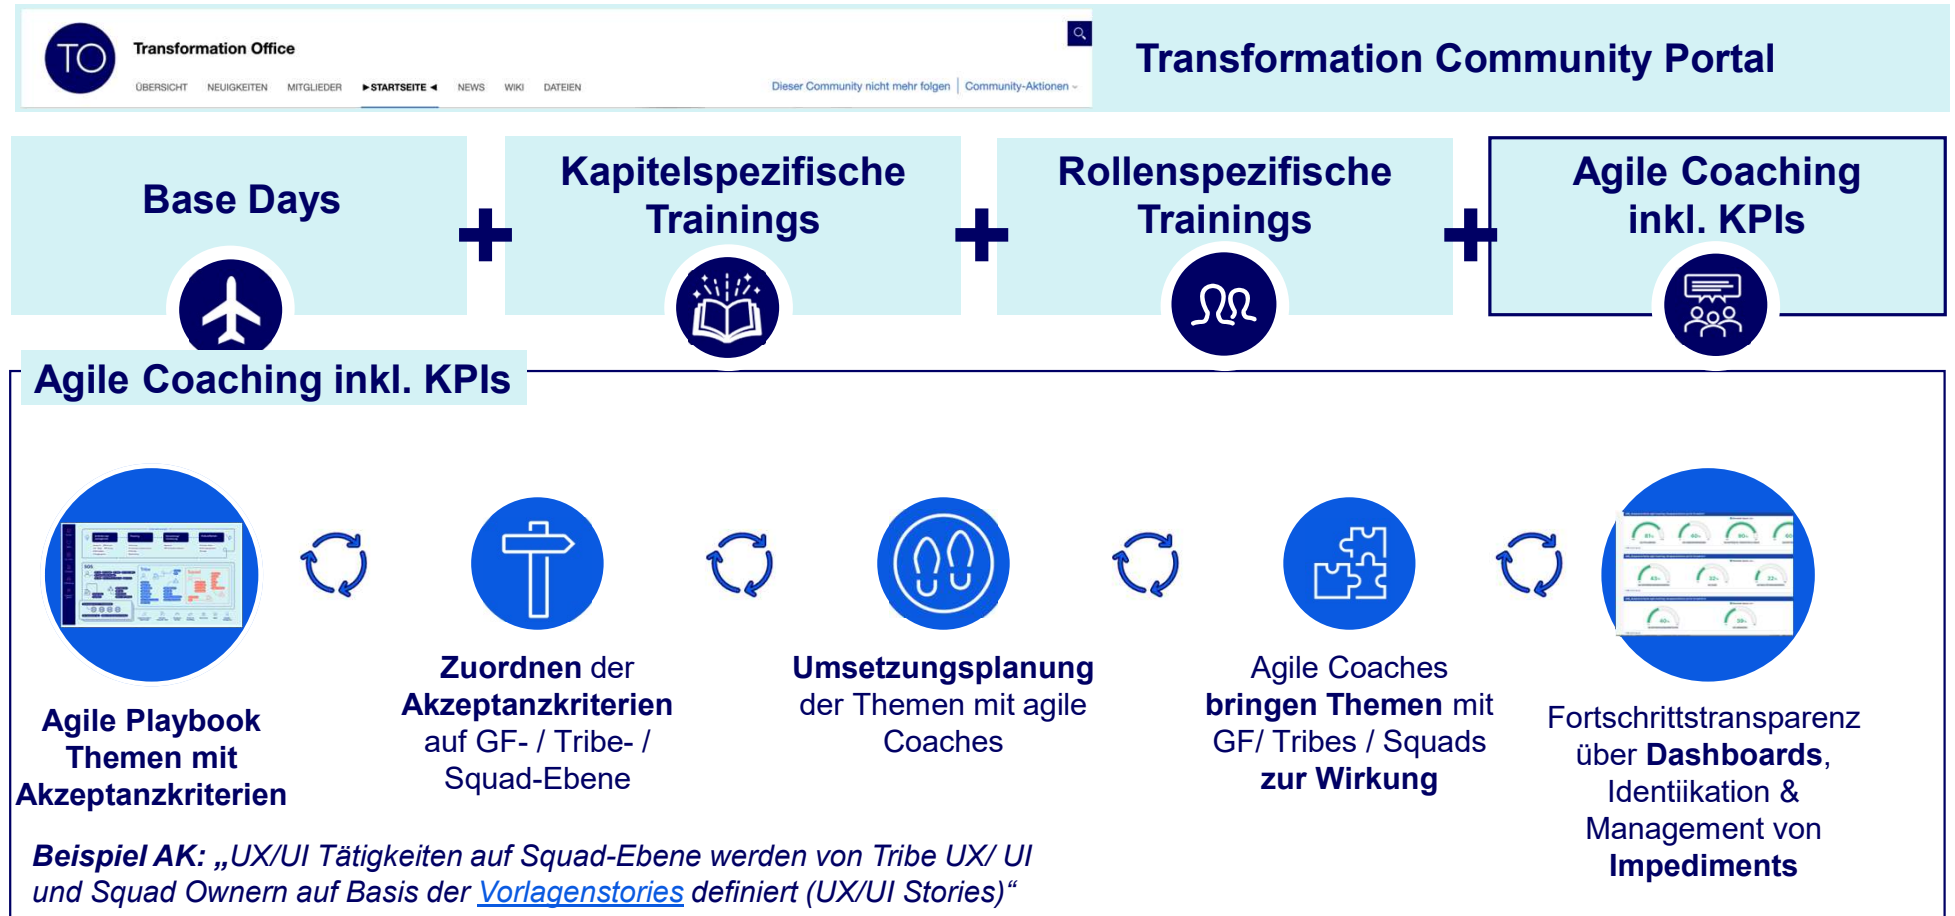 TO
Transformation Office
ÜBERSICHT NEUIGKEITEN MITGLIEDER ►STARTSEITE◄ NEWS WIKI DATEIEN
Dieser Community nicht mehr folgen | Community-Aktionen
Transformation Community Portal
Base Days
+
Kapitelspezifische
Trainings
+
Rollenspezifische
Trainings
+
Agile Coaching
inkl. KPIs
Agile Coaching inkl. KPIs
Agile Playbook
Themen mit
Akzeptanzkriterien
Zuordnen der
Akzeptanzkriterien
auf GF- / Tribe- /
Squad-Ebene
Umsetzungsplanung
der Themen mit agile
Coaches
Agile Coaches
bringen Themen mit
GF/ Tribes / Squads
zur Wirkung
Fortschrittstransparenz
über Dashboards,
Identiikation &
Management von
Impediments
Beispiel AK: „UX/UI Tätigkeiten auf Squad-Ebene werden von Tribe UX/ UI
und Squad Ownern auf Basis der Vorlagenstories definiert (UX/UI Stories)“